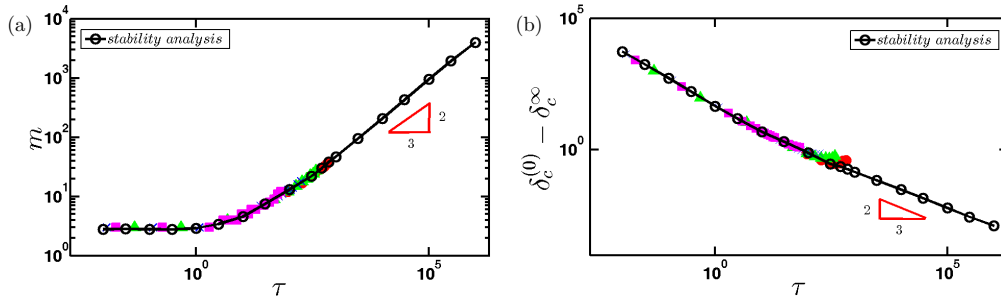 (a)
10^4
10^3
10^2
10^1
10^0
m
stability analysis
2
3
10^0
10^5
τ
(b)
10^5
10^0
δ_c^{(0)} − δ_c^∞
stability analysis
2
3
10^0
10^5
τ